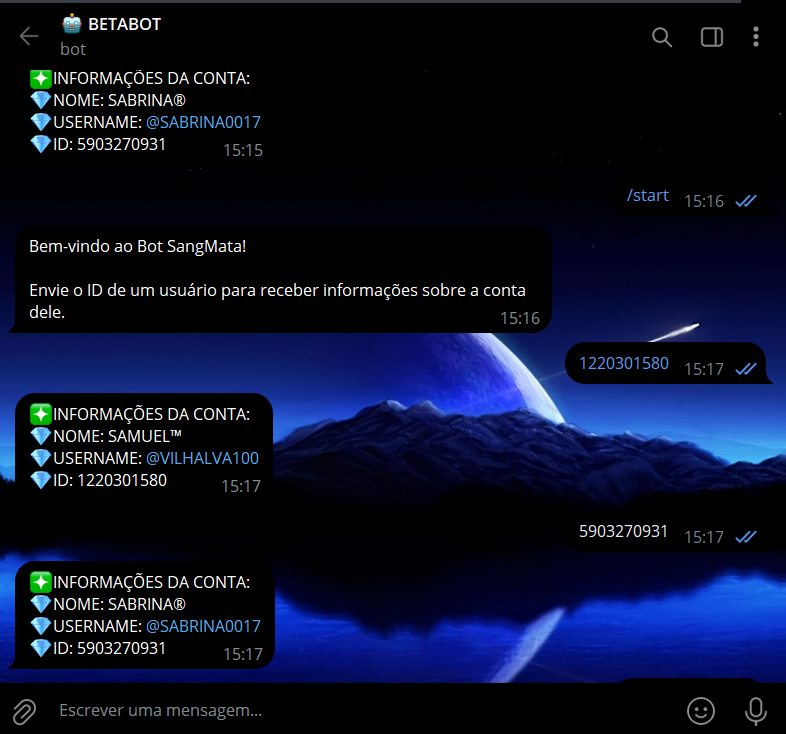 BETABOT
bot
INFORMAÇÕES DA CONTA:
NOME: SABRINA®
USERNAME: @SABRINA0017
ID: 5903270931
15:15
/start
15:16
Bem-vindo ao Bot SangMata!
Envie o ID de um usuário para receber informações sobre a conta
dele.
15:16
1220301580
15:17
INFORMAÇÕES DA CONTA:
NOME: SAMUEL™
USERNAME: @VILHALVA100
ID: 1220301580
15:17
5903270931
15:17
INFORMAÇÕES DA CONTA:
NOME: SABRINA®
USERNAME: @SABRINA0017
ID: 5903270931
15:17
Escrever uma mensagem...